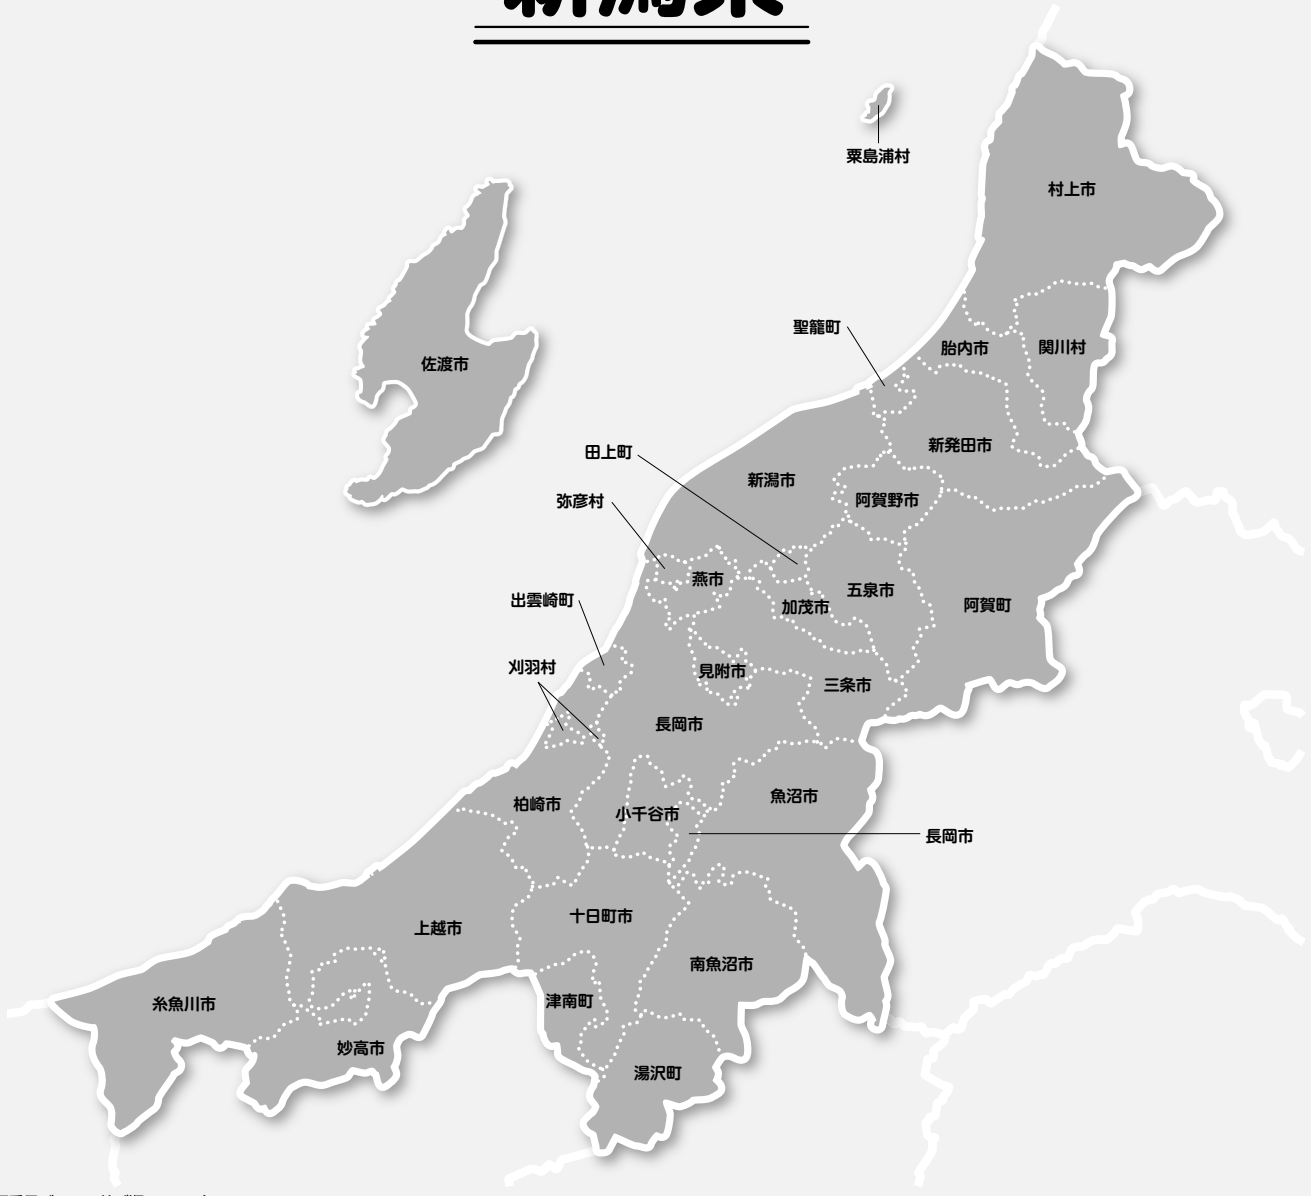 新潟県
粟島浦村
村上市
聖籠町
胎内市
関川村
佐渡市
新発田市
田上町
新潟市
弥彦村
阿賀野市
燕市
五泉市
出雲崎町
加茂市
阿賀町
刈羽村
見附市
三条市
長岡市
魚沼市
柏崎市
小千谷市
長岡市
十日町市
上越市
南魚沼市
津南町
糸魚川市
妙高市
湯沢町